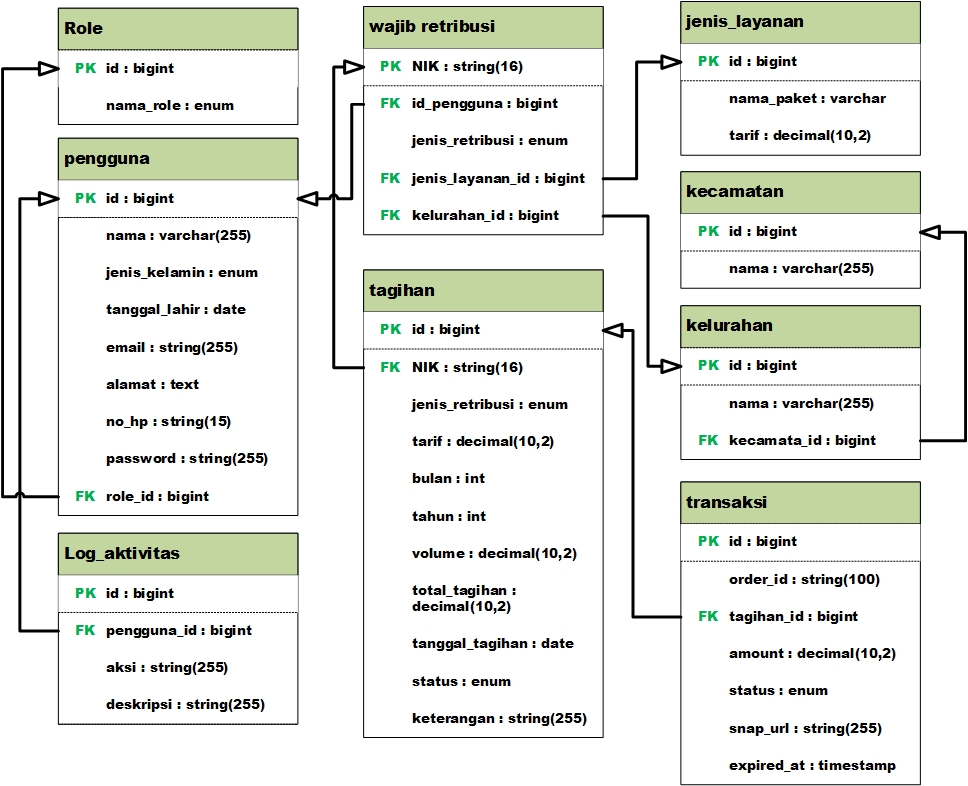 Role
PK id : bigint
nama_role : enum
pengguna
PK id : bigint
nama : varchar(255)
jenis_kelamin : enum
tanggal_lahir : date
email : string(255)
alamat : text
no_hp : string(15)
password : string(255)
FK role_id : bigint
Log_aktivitas
PK id : bigint
FK pengguna_id : bigint
aksi : string(255)
deskripsi : string(255)
wajib retribusi
PK NIK : string(16)
FK id_pengguna : bigint
jenis_retribusi : enum
FK jenis_layanan_id : bigint
FK kelurahan_id : bigint
tagihan
PK id : bigint
FK NIK : string(16)
jenis_retribusi : enum
tarif : decimal(10,2)
bulan : int
tahun : int
volume : decimal(10,2)
total_tagihan :
decimal(10,2)
tanggal_tagihan : date
status : enum
keterangan : string(255)
jenis_layanan
PK id : bigint
nama_paket : varchar
tarif : decimal(10,2)
kecamatan
PK id : bigint
nama : varchar(255)
kelurahan
PK id : bigint
nama : varchar(255)
FK kecamata_id : bigint
transaksi
PK id : bigint
order_id : string(100)
FK tagihan_id : bigint
amount : decimal(10,2)
status : enum
snap_url : string(255)
expired_at : timestamp